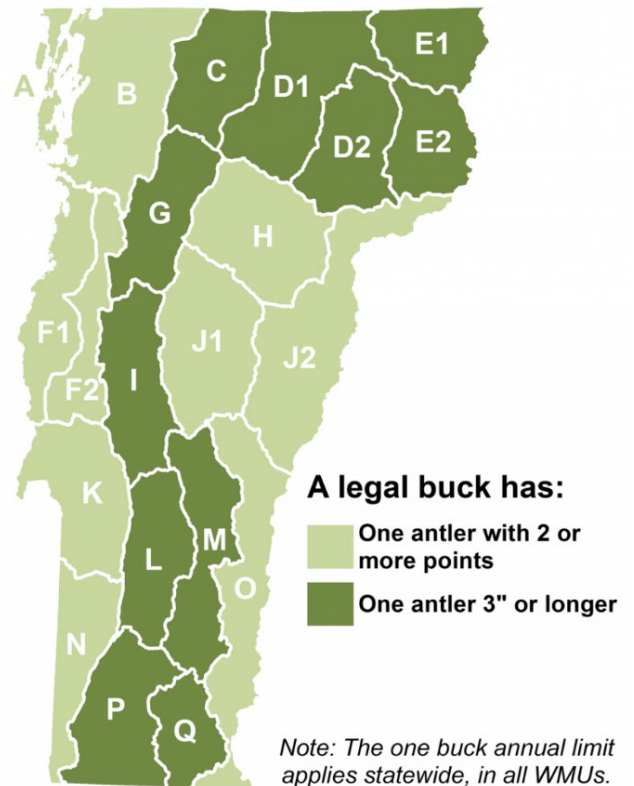 E1
C
A
D1
B
D2
E2
G
H
F1
J1
J2
I
F2
A legal buck has:
K
One antler with 2 or
more points
M
L
O
One antler 3" or longer
N
P
Q
Note: The one buck annual limit
applies statewide, in all WMUs.